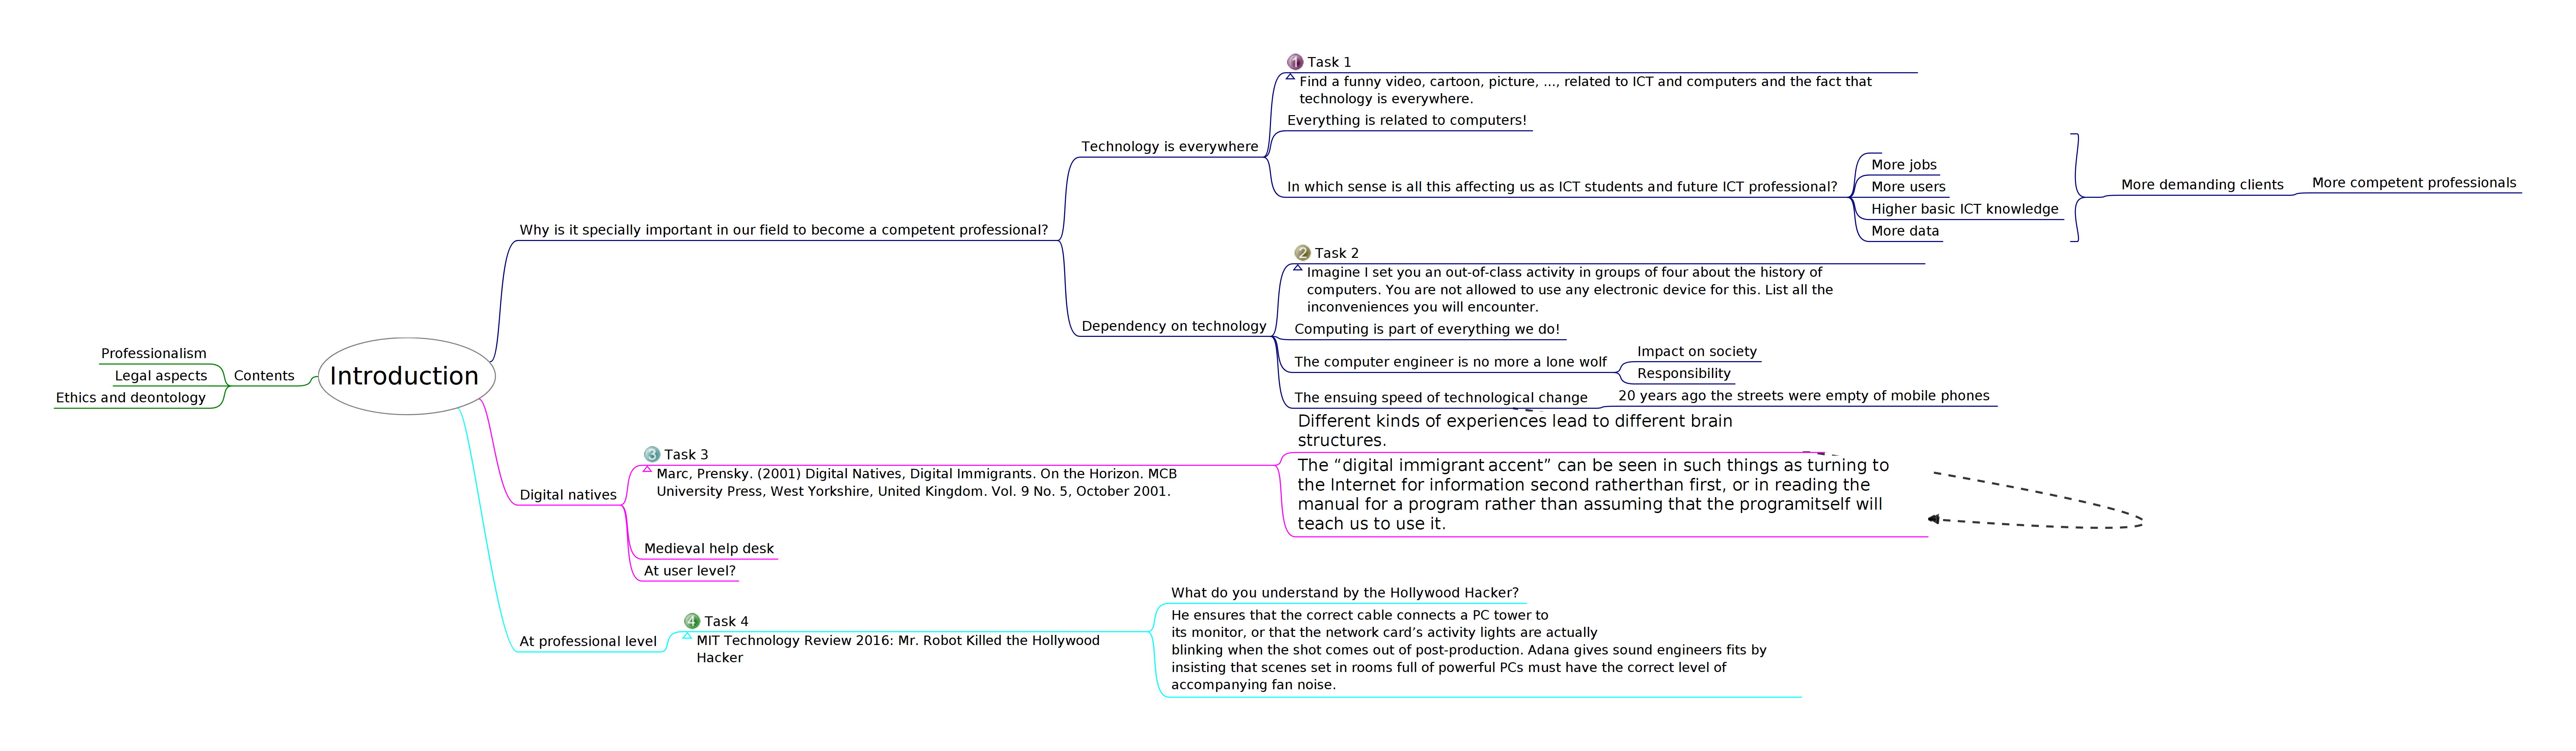 1 Task 1
Find a funny video, cartoon, picture, ..., related to ICT and computers and the fact that
technology is everywhere.
Everything is related to computers!
Technology is everywhere
In which sense is all this affecting us as ICT students and future ICT professional?
More jobs
More users
Higher basic ICT knowledge
More data
More demanding clients
More competent professionals
Why is it specially important in our field to become a competent professional?
2 Task 2
Imagine I set you an out-of-class activity in groups of four about the history of
computers. You are not allowed to use any electronic device for this. List all the
inconveniences you will encounter.
Dependency on technology
Computing is part of everything we do!
The computer engineer is no more a lone wolf
Impact on society
Responsibility
The ensuing speed of technological change
20 years ago the streets were empty of mobile phones
Professionalism
Legal aspects
Ethics and deontology
Contents
Introduction
Digital natives
3 Task 3
Marc, Prensky. (2001) Digital Natives, Digital Immigrants. On the Horizon. MCB
University Press, West Yorkshire, United Kingdom. Vol. 9 No. 5, October 2001.
Different kinds of experiences lead to different brain
structures.
The “digital immigrant accent” can be seen in such things as turning to
the Internet for information second ratherthan first, or in reading the
manual for a program rather than assuming that the programitself will
teach us to use it.
Medieval help desk
At user level?
At professional level
4 Task 4
MIT Technology Review 2016: Mr. Robot Killed the Hollywood
Hacker
What do you understand by the Hollywood Hacker?
He ensures that the correct cable connects a PC tower to
its monitor, or that the network card’s activity lights are actually
blinking when the shot comes out of post-production. Adana gives sound engineers fits by
insisting that scenes set in rooms full of powerful PCs must have the correct level of
accompanying fan noise.